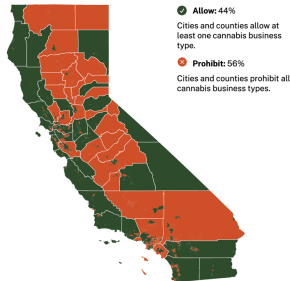 Allow: 44%
Cities and counties allow at
least one cannabis business
type.
Prohibit: 56%
Cities and counties prohibit all
cannabis business types.